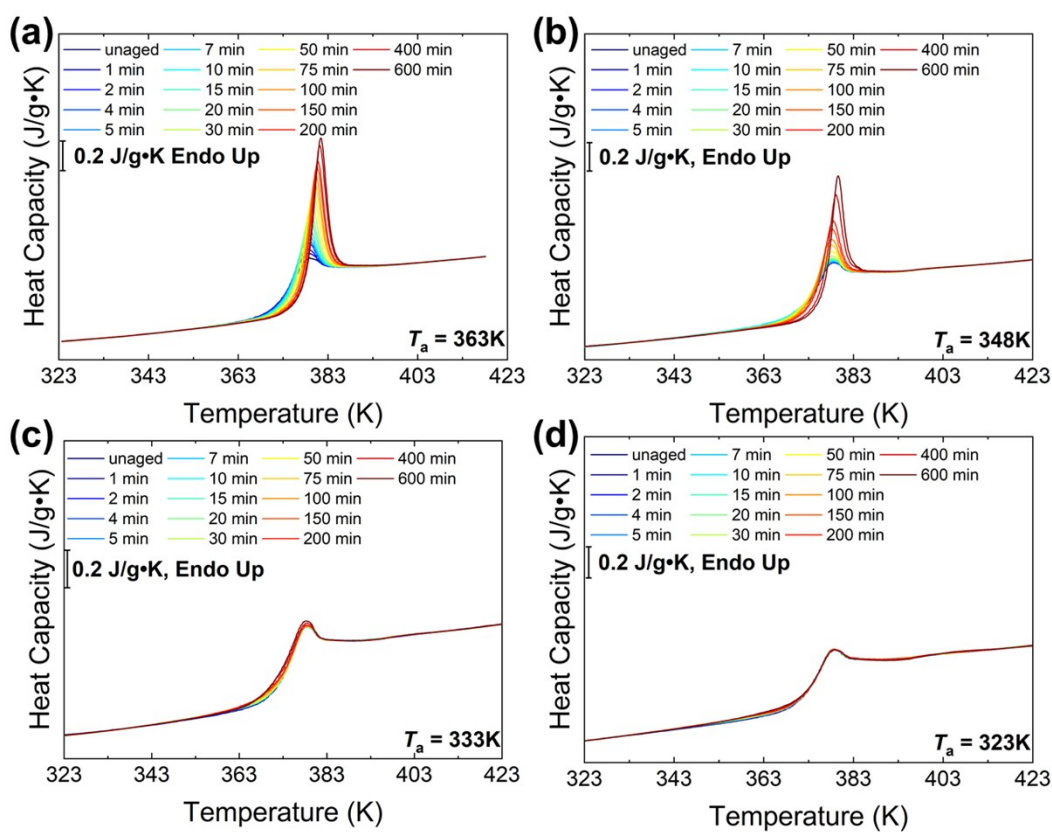 (a)
unaged 7 min 50 min 400 min
1 min 10 min 75 min 600 min
2 min 15 min 100 min
4 min 20 min 150 min
5 min 30 min 200 min
0.2 J/g•K Endo Up
Heat Capacity (J/g•K)
Ta = 363K
323 343 363 383 403 423
Temperature (K)
(b)
unaged 7 min 50 min 400 min
1 min 10 min 75 min 600 min
2 min 15 min 100 min
4 min 20 min 150 min
5 min 30 min 200 min
0.2 J/g•K, Endo Up
Heat Capacity (J/g•K)
Ta = 348K
323 343 363 383 403 423
Temperature (K)
(c)
unaged 7 min 50 min 400 min
1 min 10 min 75 min 600 min
2 min 15 min 100 min
4 min 20 min 150 min
5 min 30 min 200 min
0.2 J/g•K, Endo Up
Heat Capacity (J/g•K)
Ta = 333K
323 343 363 383 403 423
Temperature (K)
(d)
unaged 7 min 50 min 400 min
1 min 10 min 75 min 600 min
2 min 15 min 100 min
4 min 20 min 150 min
5 min 30 min 200 min
0.2 J/g•K, Endo Up
Heat Capacity (J/g•K)
Ta = 323K
323 343 363 383 403 423
Temperature (K)